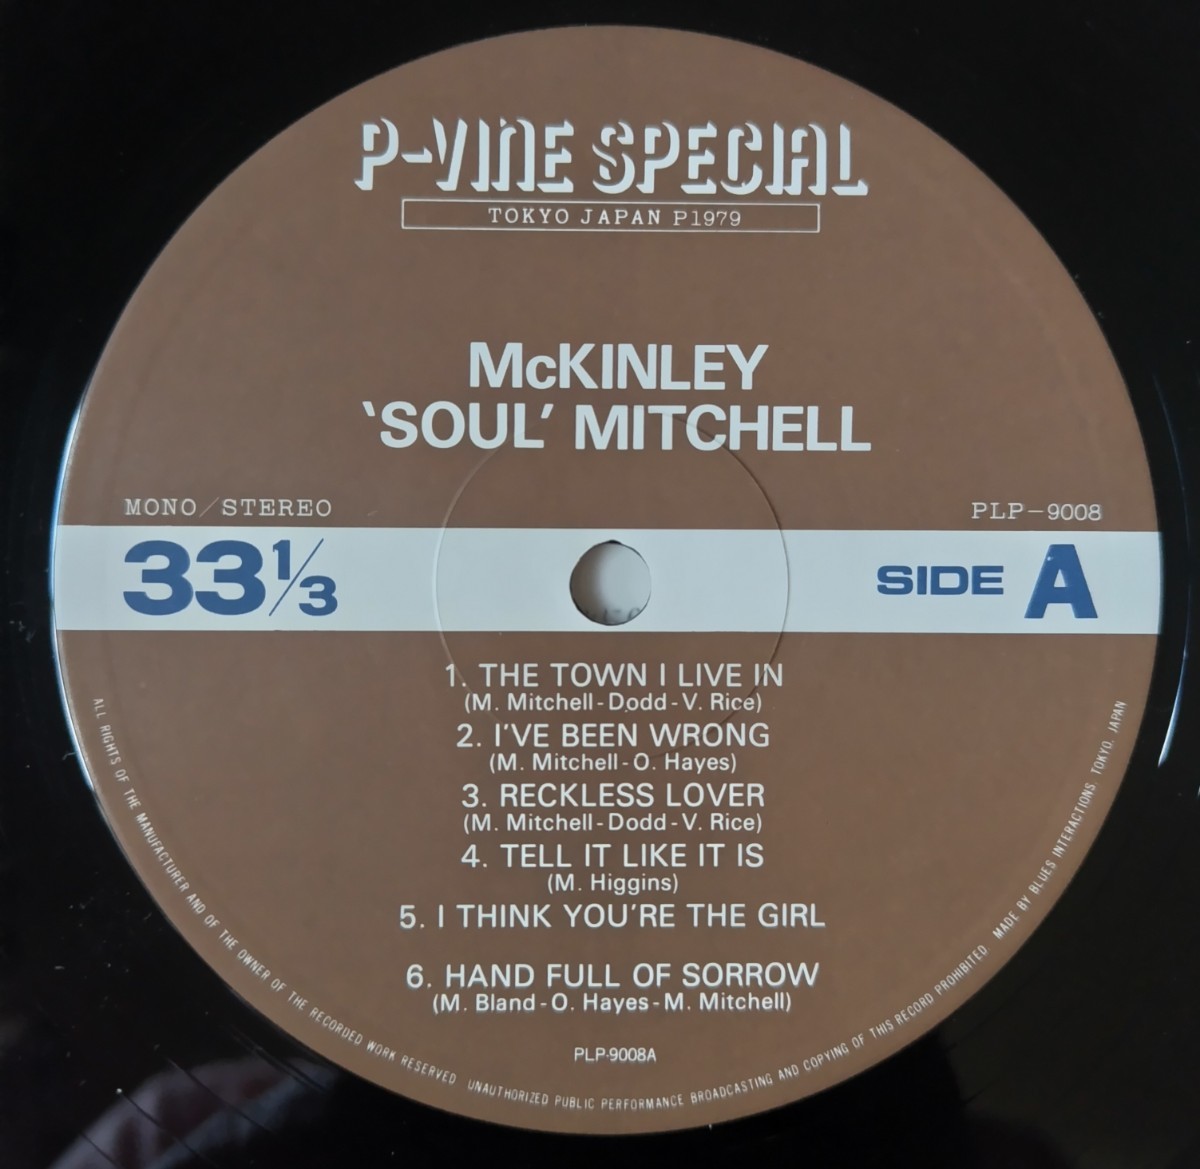 P-VINE SPECIAL
TOKYO JAPAN P1979
McKINLEY
'SOUL' MITCHELL
MONO/STEREO
PLP-9008
33 1/3
SIDE A
1. THE TOWN I LIVE IN
(M. Mitchell-Dodd-V. Rice)
2. I'VE BEEN WRONG
(M. Mitchell-O. Hayes)
3. RECKLESS LOVER
(M. Mitchell-Dodd-V. Rice)
4. TELL IT LIKE IT IS
(M. Higgins)
5. I THINK YOU'RE THE GIRL
6. HAND FULL OF SORROW
(M. Bland-O. Hayes-M. Mitchell)
PLP-9008A
ALL RIGHTS OF THE MANUFACTURER AND OF THE OWNER OF THE RECORDED WORK RESERVED UNAUTHORIZED PUBLIC PERFORMANCE BROADCASTING AND COPYING OF THIS RECORD PROHIBITED. MADE BY BLUES INTERACTIONS, TOKYO, JAPAN